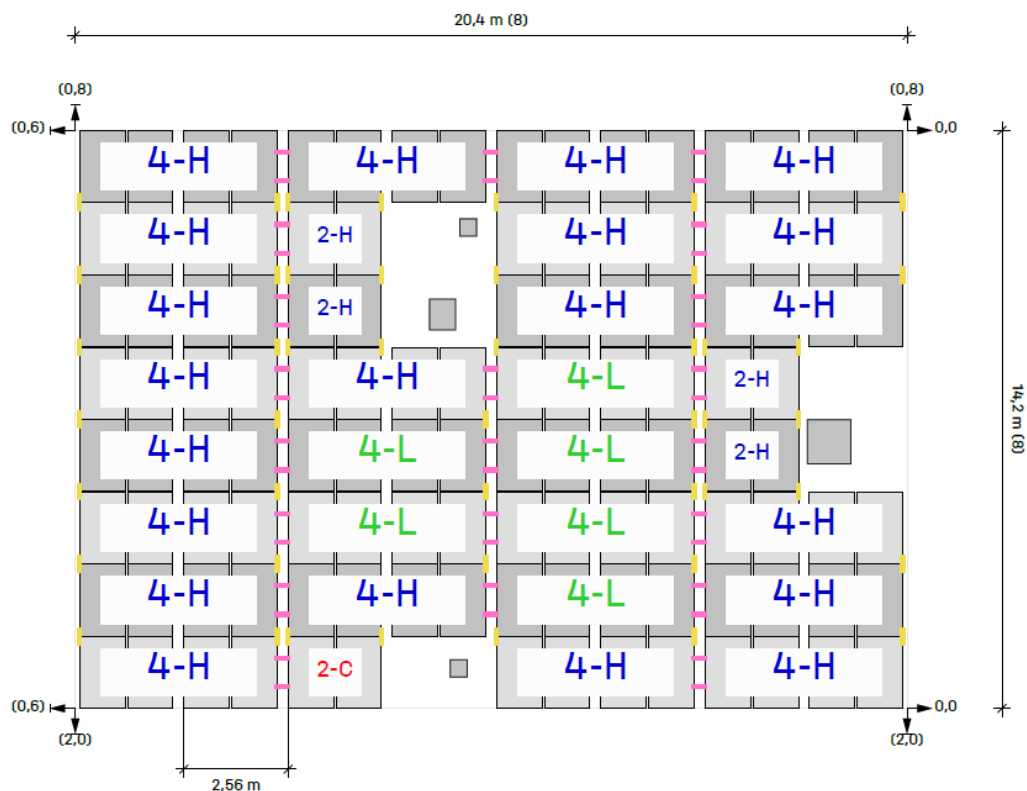 20,4 m (8)
(0,8) (0,8)
(0,6) 0,0
4-H 4-H 4-H 4-H
4-H 2-H 4-H 4-H
4-H 2-H 4-H 4-H
4-H 4-H 4-L 2-H
14,2 m (8)
4-H 4-L 4-L 2-H
4-H 4-L 4-L 4-H
4-H 4-H 4-L 4-H
4-H 2-C 4-H 4-H
(0,6) 0,0
(2,0) (2,0)
2,56 m